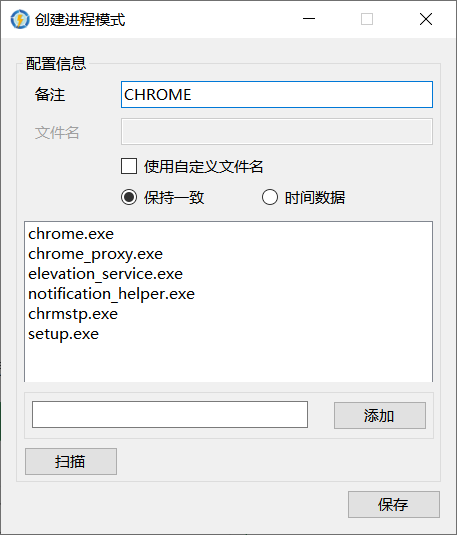 创建进程模式
配置信息
备注 CHROME
文件名
使用自定义文件名
保持一致 时间数据
chrome.exe
chrome_proxy.exe
elevation_service.exe
notification_helper.exe
chrmstp.exe
setup.exe
添加
扫描
保存